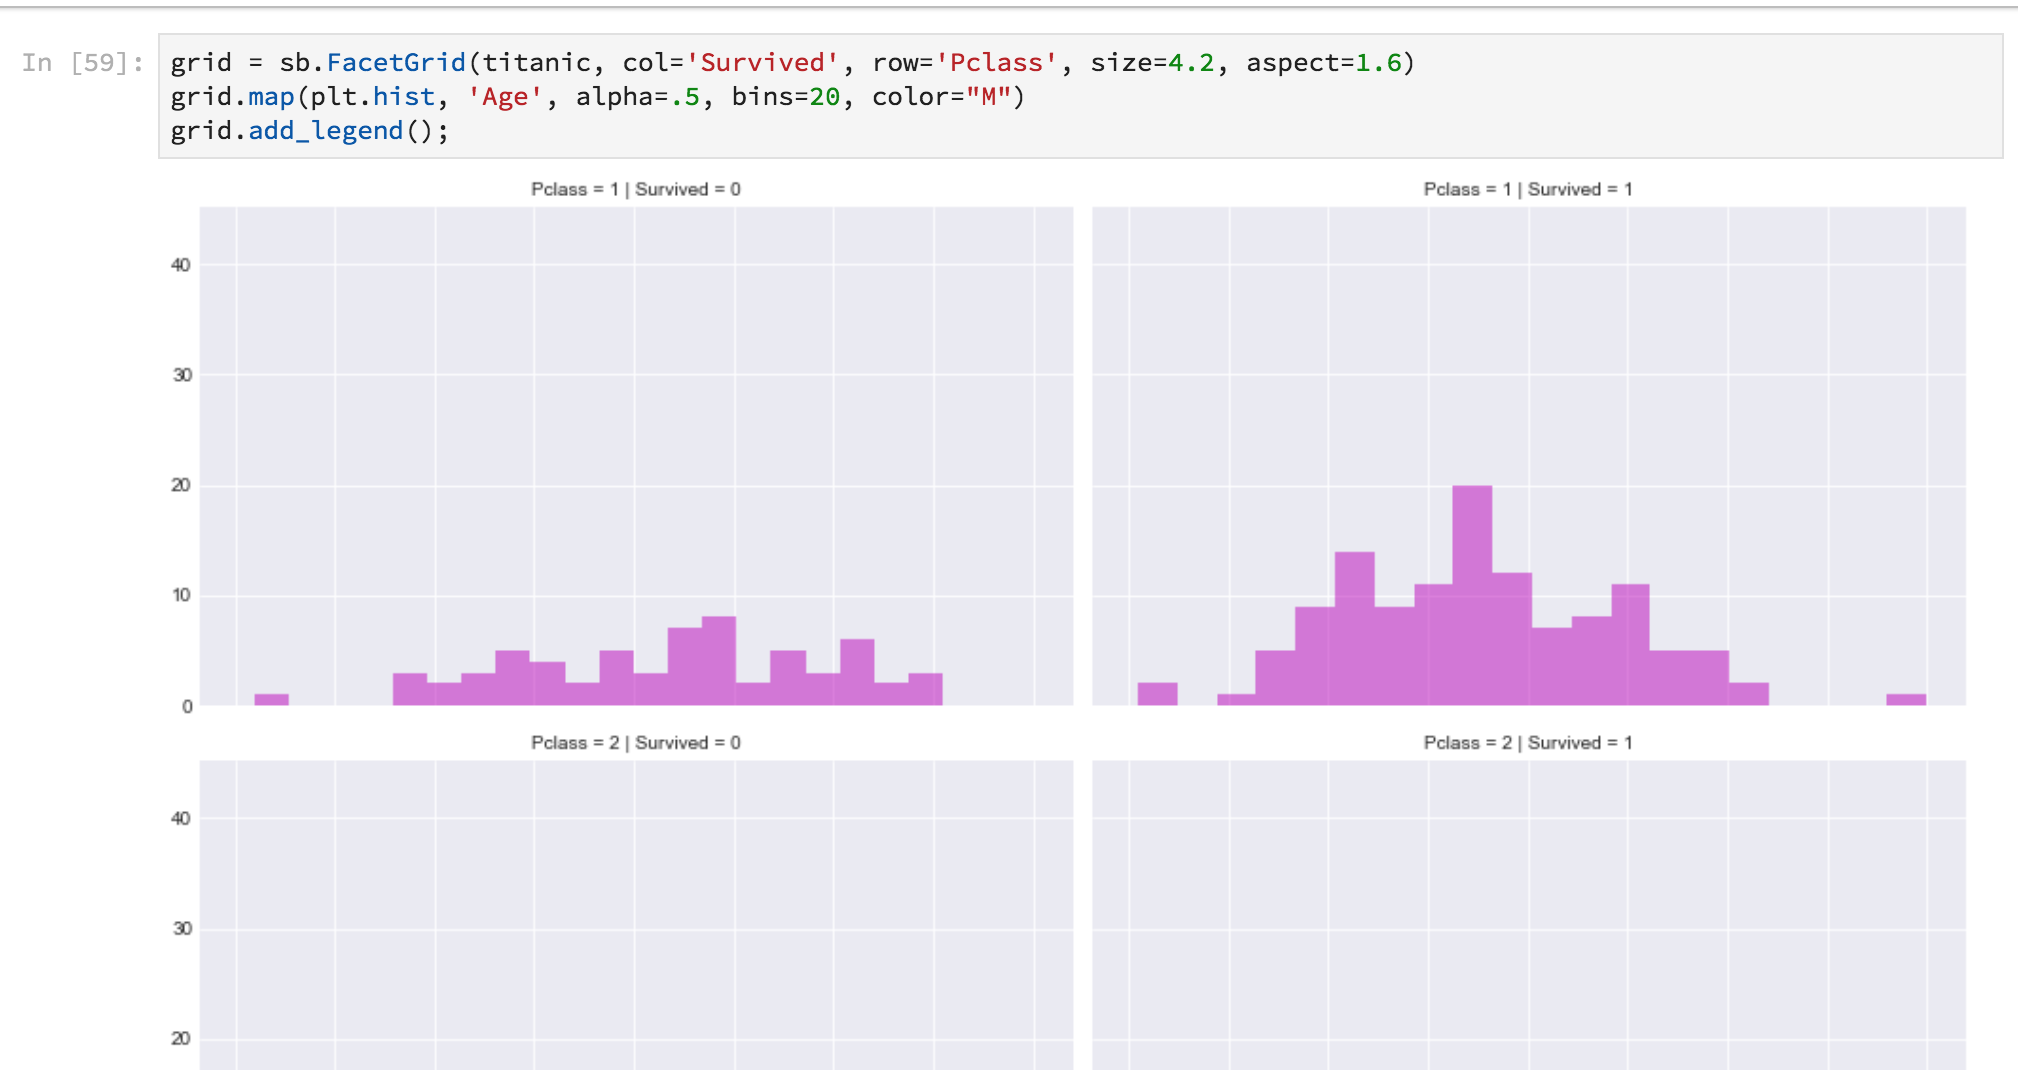 In [59]: grid = sb.FacetGrid(titanic, col='Survived', row='Pclass', size=4.2, aspect=1.6)
grid.map(plt.hist, 'Age', alpha=.5, bins=20, color="M")
grid.add_legend();
Pclass = 1 | Survived = 0
Pclass = 1 | Survived = 1
40
30
20
10
0
Pclass = 2 | Survived = 0
Pclass = 2 | Survived = 1
40
30
20